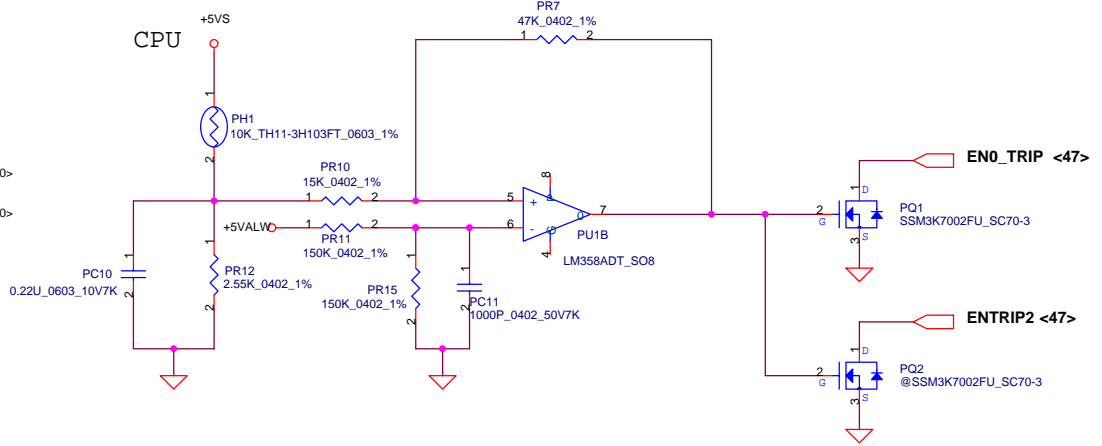 PR7
47K_0402_1%
1 2
+5VS
CPU
1
PH1
10K_TH11-3H103FT_0603_1%
2
0>
0>
PR10
15K_0402_1%
1 2
+5VALW
1 2
PR11
150K_0402_1%
5
+
6
-
8
P
G
4
O
7
PU1B
LM358ADT_SO8
1
PC10
0.22U_0603_10V7K
2
1
PR12
2.55K_0402_1%
2
1
PR15
150K_0402_1%
2
1
PC11
1000P_0402_50V7K
2
EN0_TRIP <47>
1
D
2
G
PQ1
SSM3K7002FU_SC70-3
3
S
ENTRIP2 <47>
1
D
2
G
PQ2
@SSM3K7002FU_SC70-3
3
S